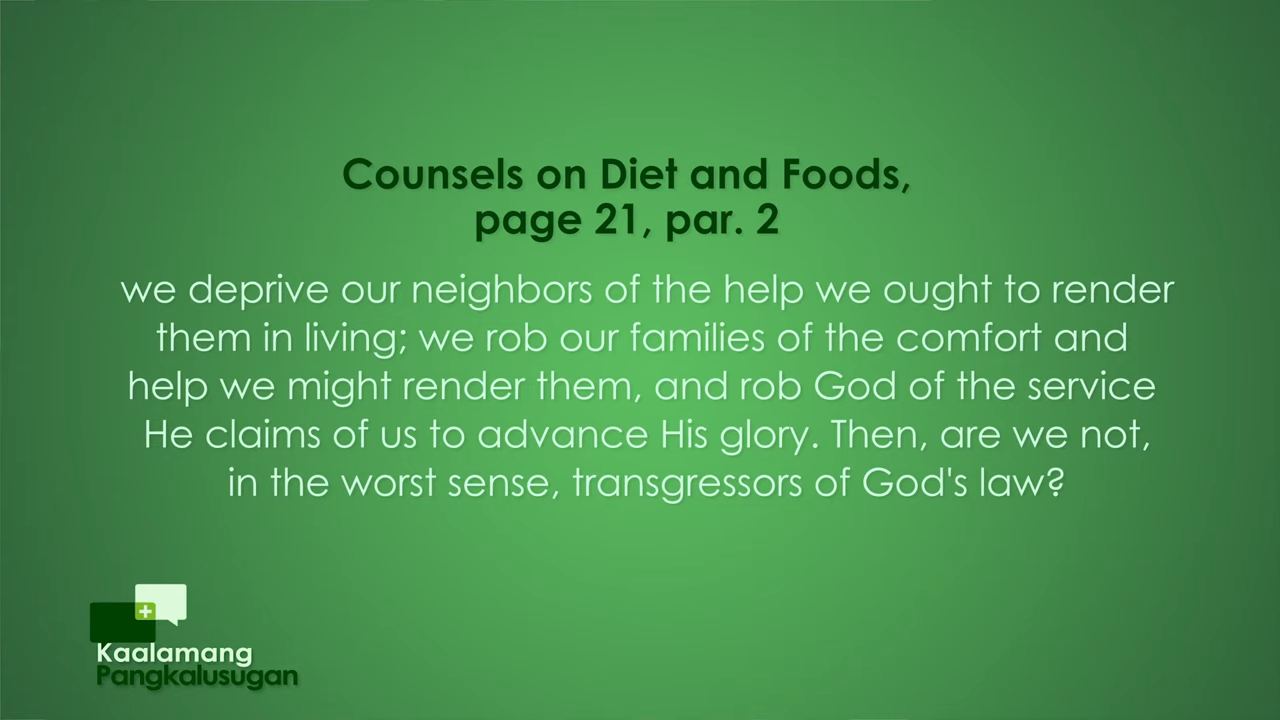 Counsels on Diet and Foods,
page 21, par. 2
we deprive our neighbors of the help we ought to render
them in living; we rob our families of the comfort and
help we might render them, and rob God of the service
He claims of us to advance His glory. Then, are we not,
in the worst sense, transgressors of God's law?
Kaalamang
Pangkalusugan